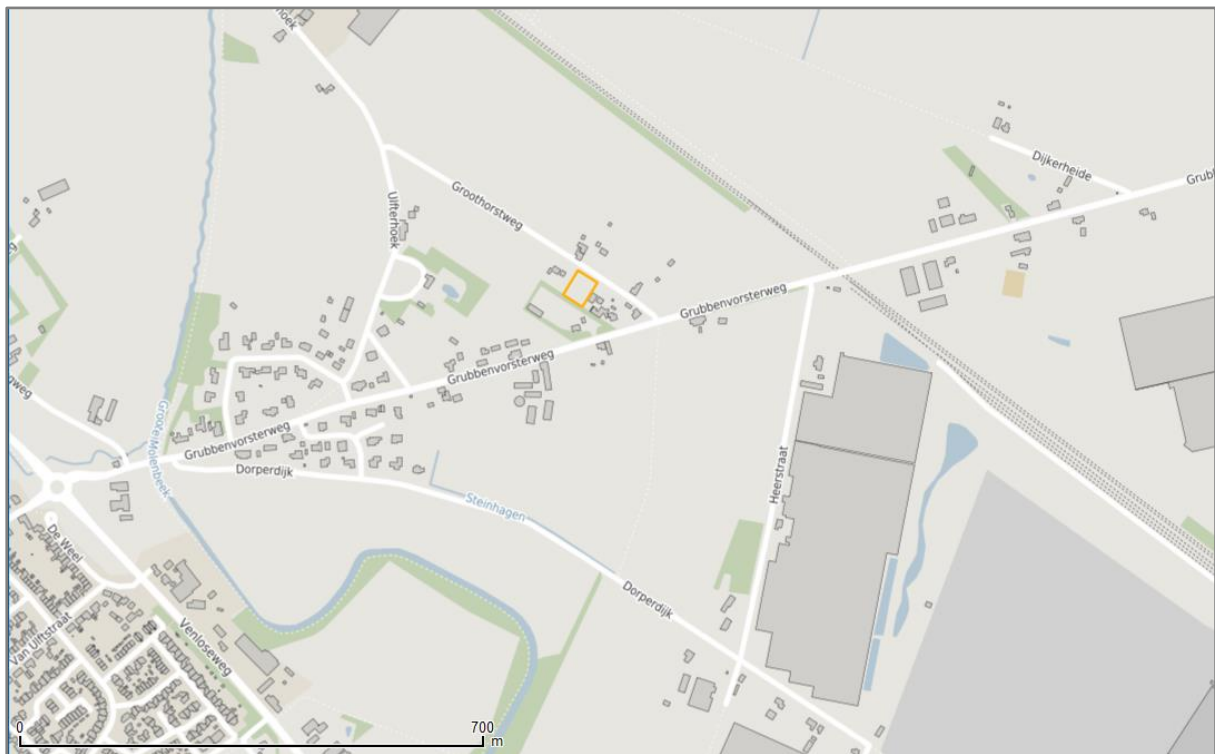 hoek
Dijkerheide
Grubb
Groothorstweg
Ulfterhoek
Grubbenvorsterweg
Grubbenvorsterweg
gweg
Groote Molenbeek
Grubbenvorsterweg
Dorperdijk
Heerstraat
Steinhagen
De Weel
Dorperdijk
Van Ulftstraat
Venloseweg
0 700 m